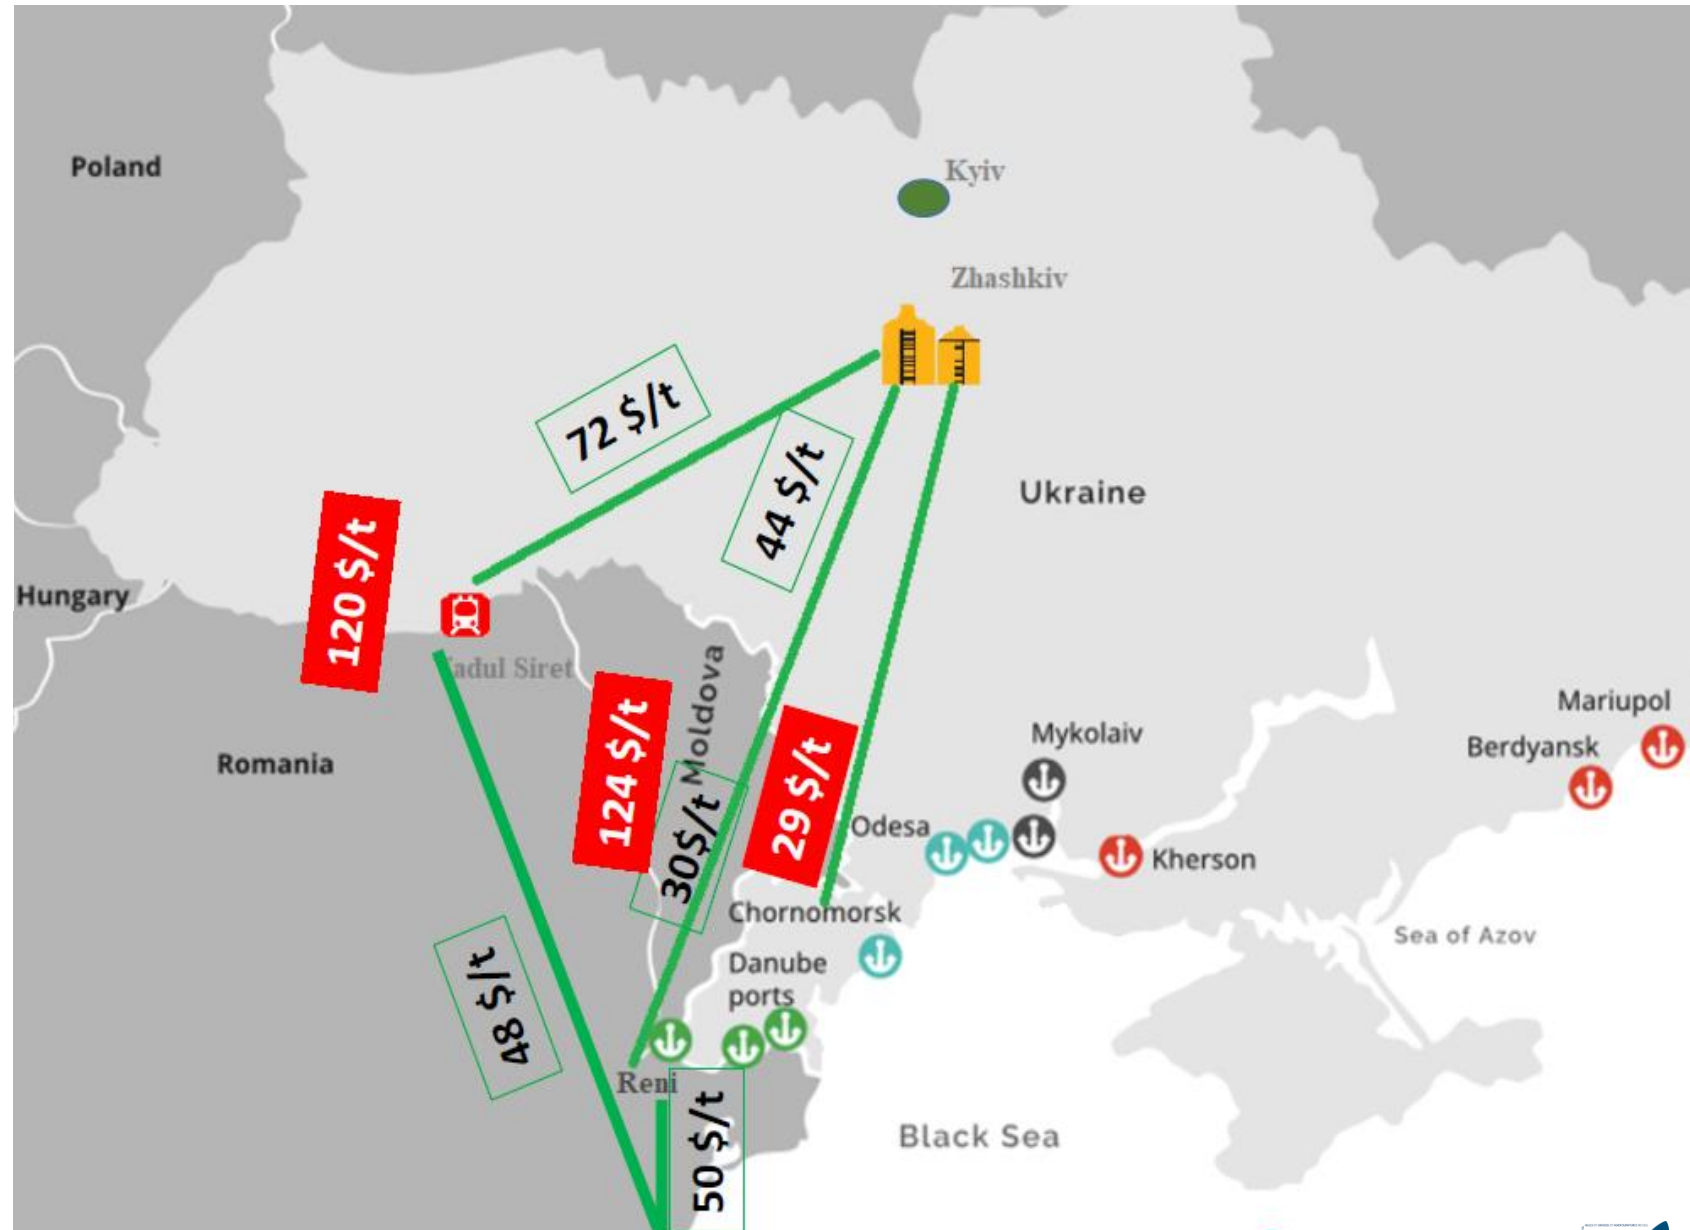 Poland
Kyiv
Zhashkiv
72 $/t
44 $/t
Ukraine
120 $/t
Hungary
adul Siret
Moldova
124 $/t
29 $/t
30$/t
Romania
Mykolaiv
Mariupol
Berdyansk
Odesa
Kherson
Chornomorsk
Sea of Azov
Danube
ports
48 $/t
Reni
50 $/t
Black Sea